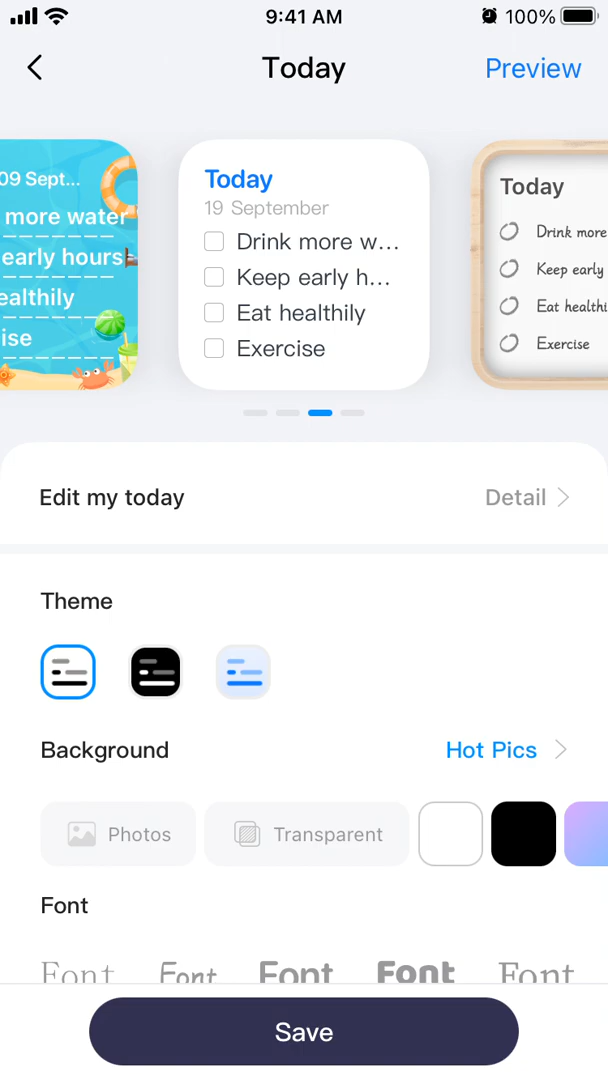 9:41 AM
100%
Today
Preview
09 Sept...
more water
early hours
ealthily
ise
Today
19 September
Drink more w...
Keep early h...
Eat healthily
Exercise
Today
Drink more
Keep early
Eat healthi
Exercise
Edit my today
Detail
Theme
Background
Hot Pics
Photos
Transparent
Font
Font
Font
Font
Font
Font
Save